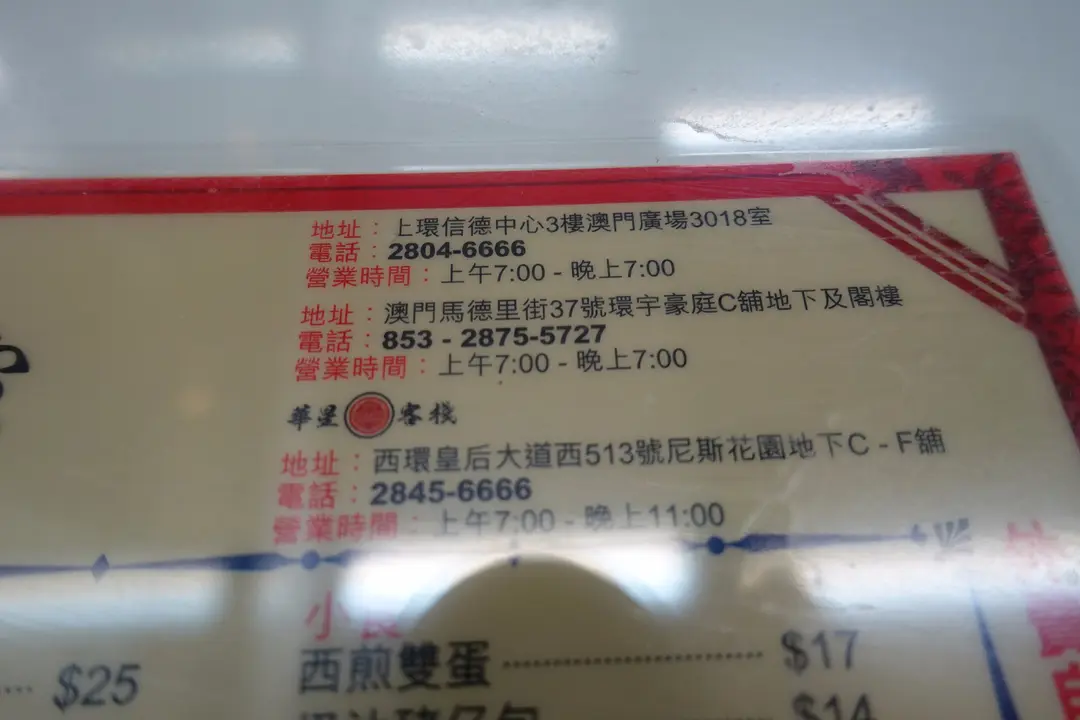 地址：上環信德中心3樓澳門廣場3018室
電話：2804-6666
營業時間：上午7:00 - 晚上7:00
地址：澳門馬德里街37號環宇豪庭C舖地下及閣樓
電話：853 - 2875-5727
營業時間：上午7:00 - 晚上7:00
華星客棧
地址：西環皇后大道西513號尼斯花園地下C - F舖
電話：2845-6666
營業時間：上午7:00 - 晚上11:00
小食
$25
西煎雙蛋 $17
$14